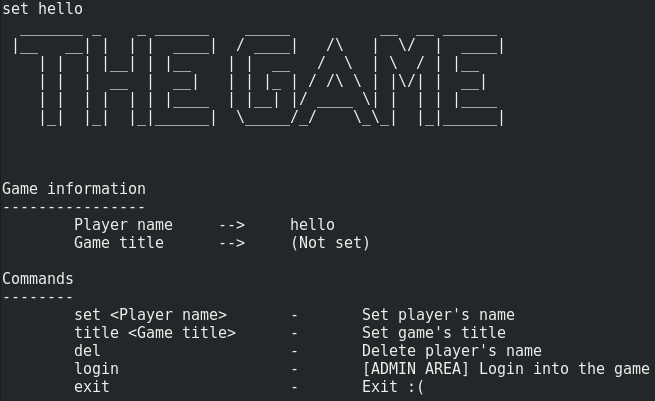 set hello
THE GAME
Game information
----------------
Player name --> hello
Game title --> (Not set)
Commands
--------
set <Player name> - Set player's name
title <Game title> - Set game's title
del - Delete player's name
login - [ADMIN AREA] Login into the game
exit - Exit :(